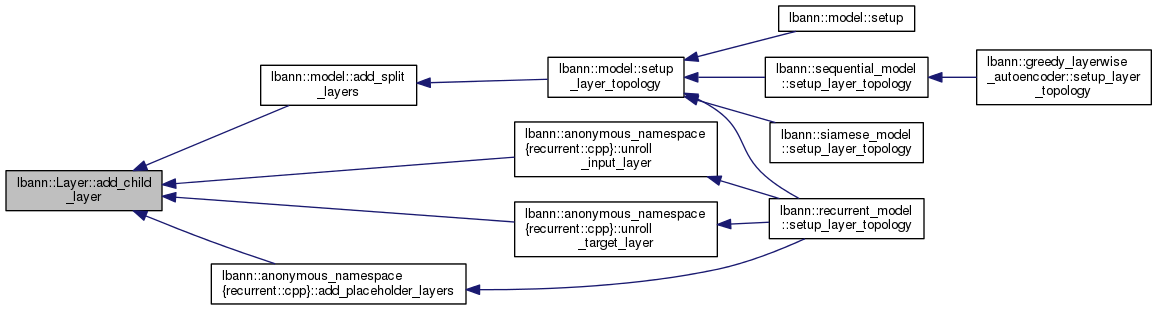 lbann::model::setup
lbann::greedy_layerwise
_autoencoder::setup_layer
_topology
lbann::model::setup
_layer_topology
lbann::sequential_model
::setup_layer_topology
lbann::model::add_split
_layers
lbann::siamese_model
::setup_layer_topology
lbann::anonymous_namespace
{recurrent::cpp}::unroll
_input_layer
lbann::Layer::add_child
_layer
lbann::recurrent_model
::setup_layer_topology
lbann::anonymous_namespace
{recurrent::cpp}::unroll
_target_layer
lbann::anonymous_namespace
{recurrent::cpp}::add_placeholder_layers